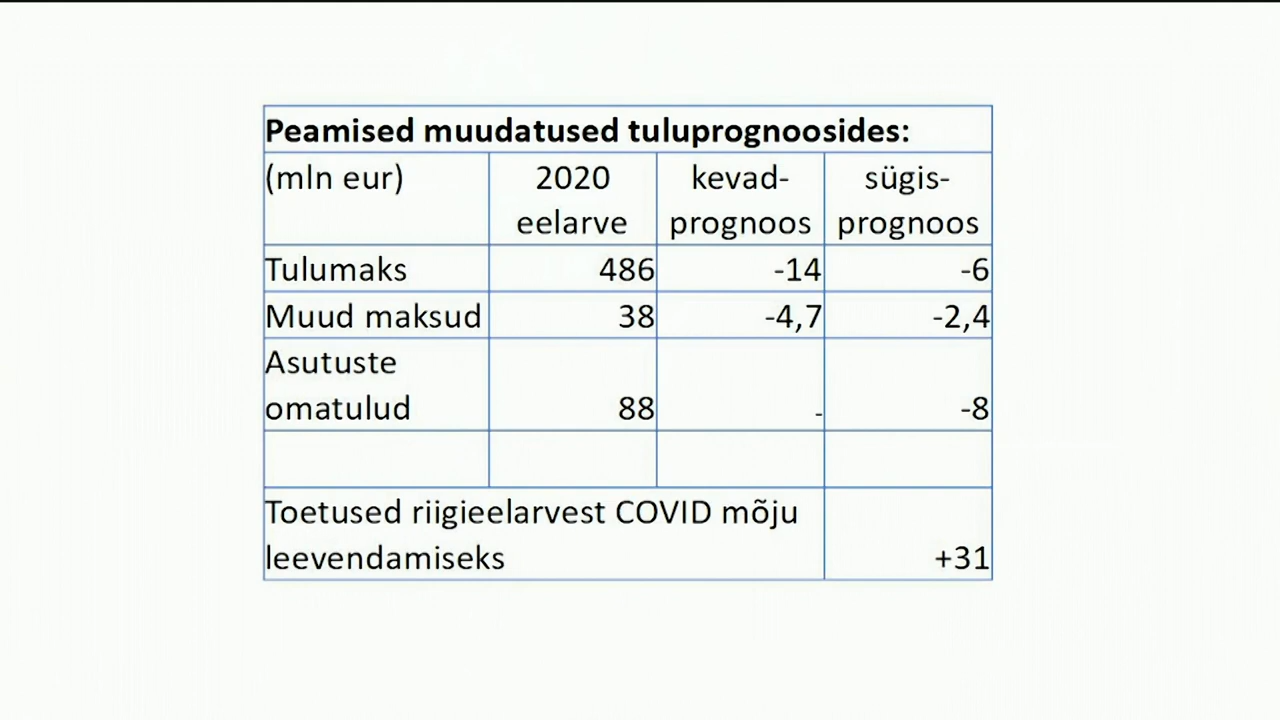 Peamised muudatused tuluprognoosides:
(mln eur) 2020 eelarve kevad-prognoos sügis-prognoos
Tulumaks 486 -14 -6
Muud maksud 38 -4,7 -2,4
Asutuste
omatulud 88 - -8
Toetused riigieelarvest COVID mõju
leevendamiseks +31